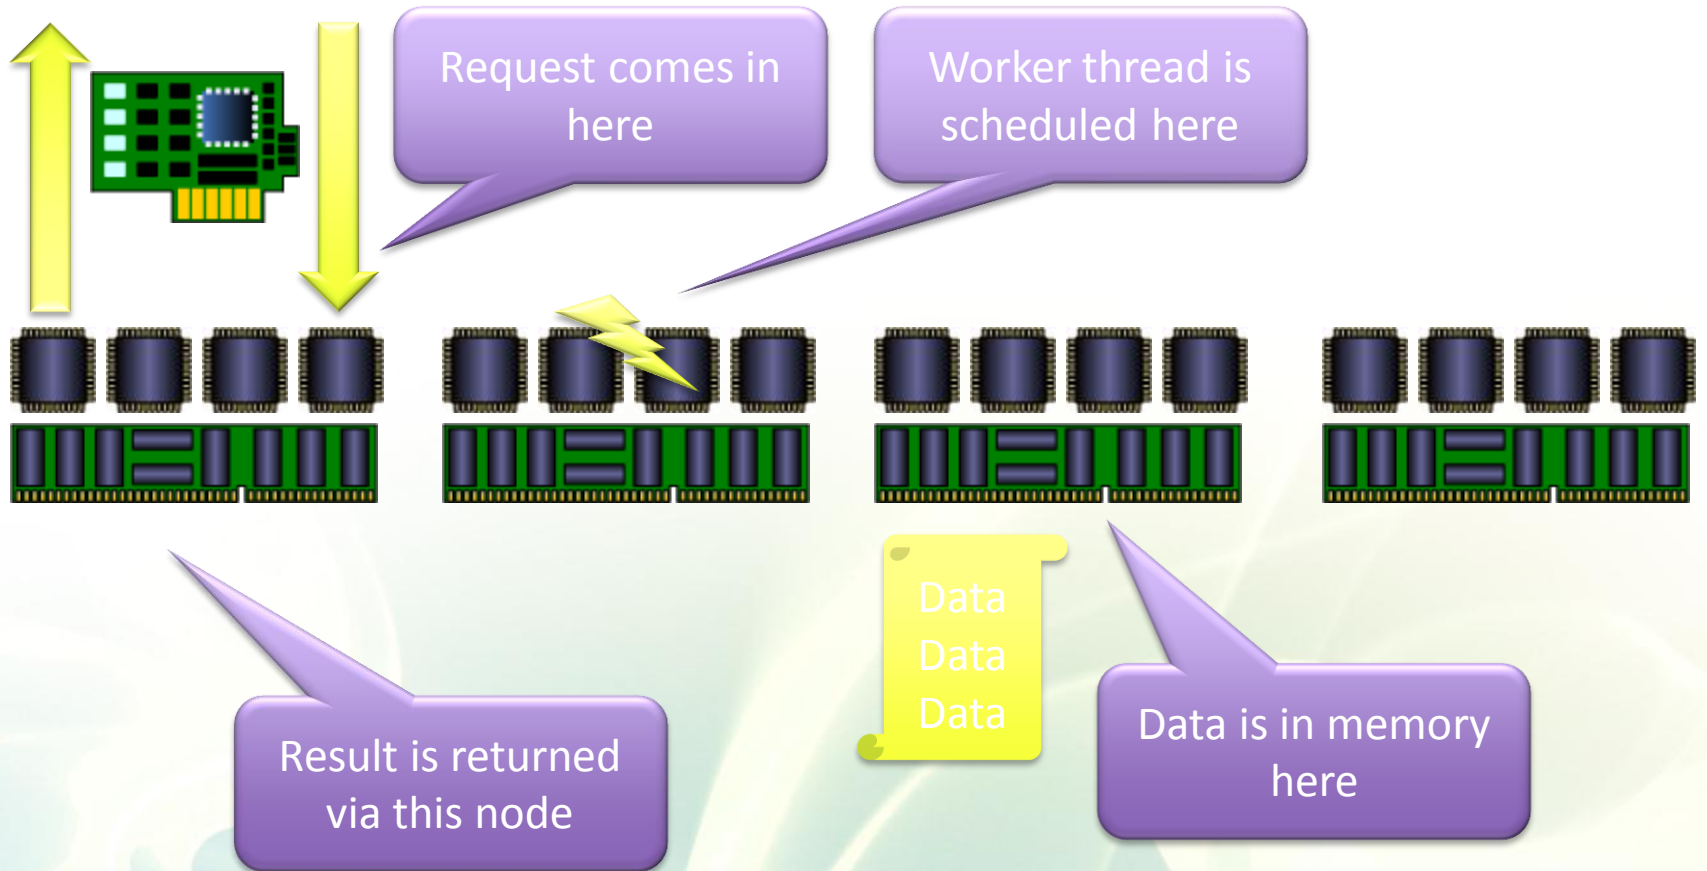 Request comes in
here
Worker thread is
scheduled here
Data
Data
Data
Data is in memory
here
Result is returned
via this node